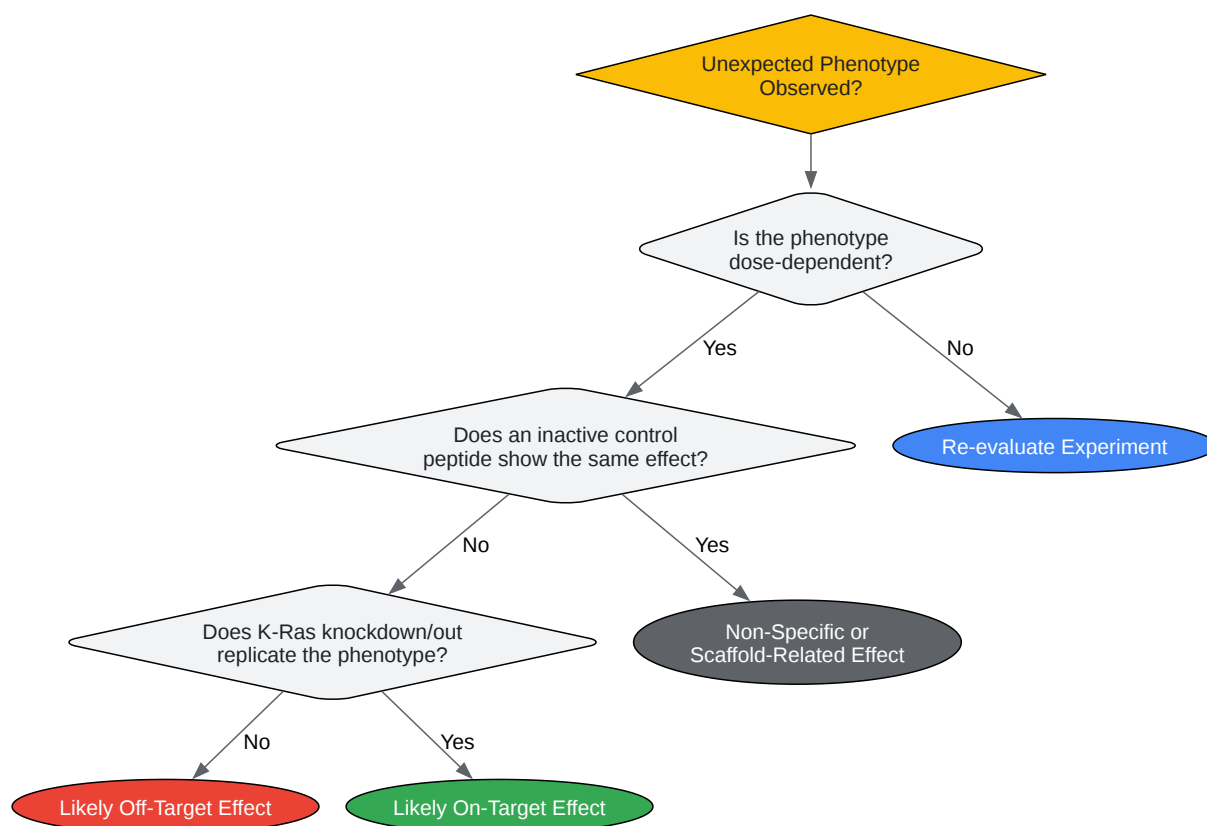 Unexpected Phenotype
Observed?
Is the phenotype
dose-dependent?
Yes
No
Does an inactive control
peptide show the same effect?
Re-evaluate Experiment
No
Yes
Does K-Ras knockdown/out
replicate the phenotype?
Non-Specific or
Scaffold-Related Effect
No
Yes
Likely Off-Target Effect
Likely On-Target Effect